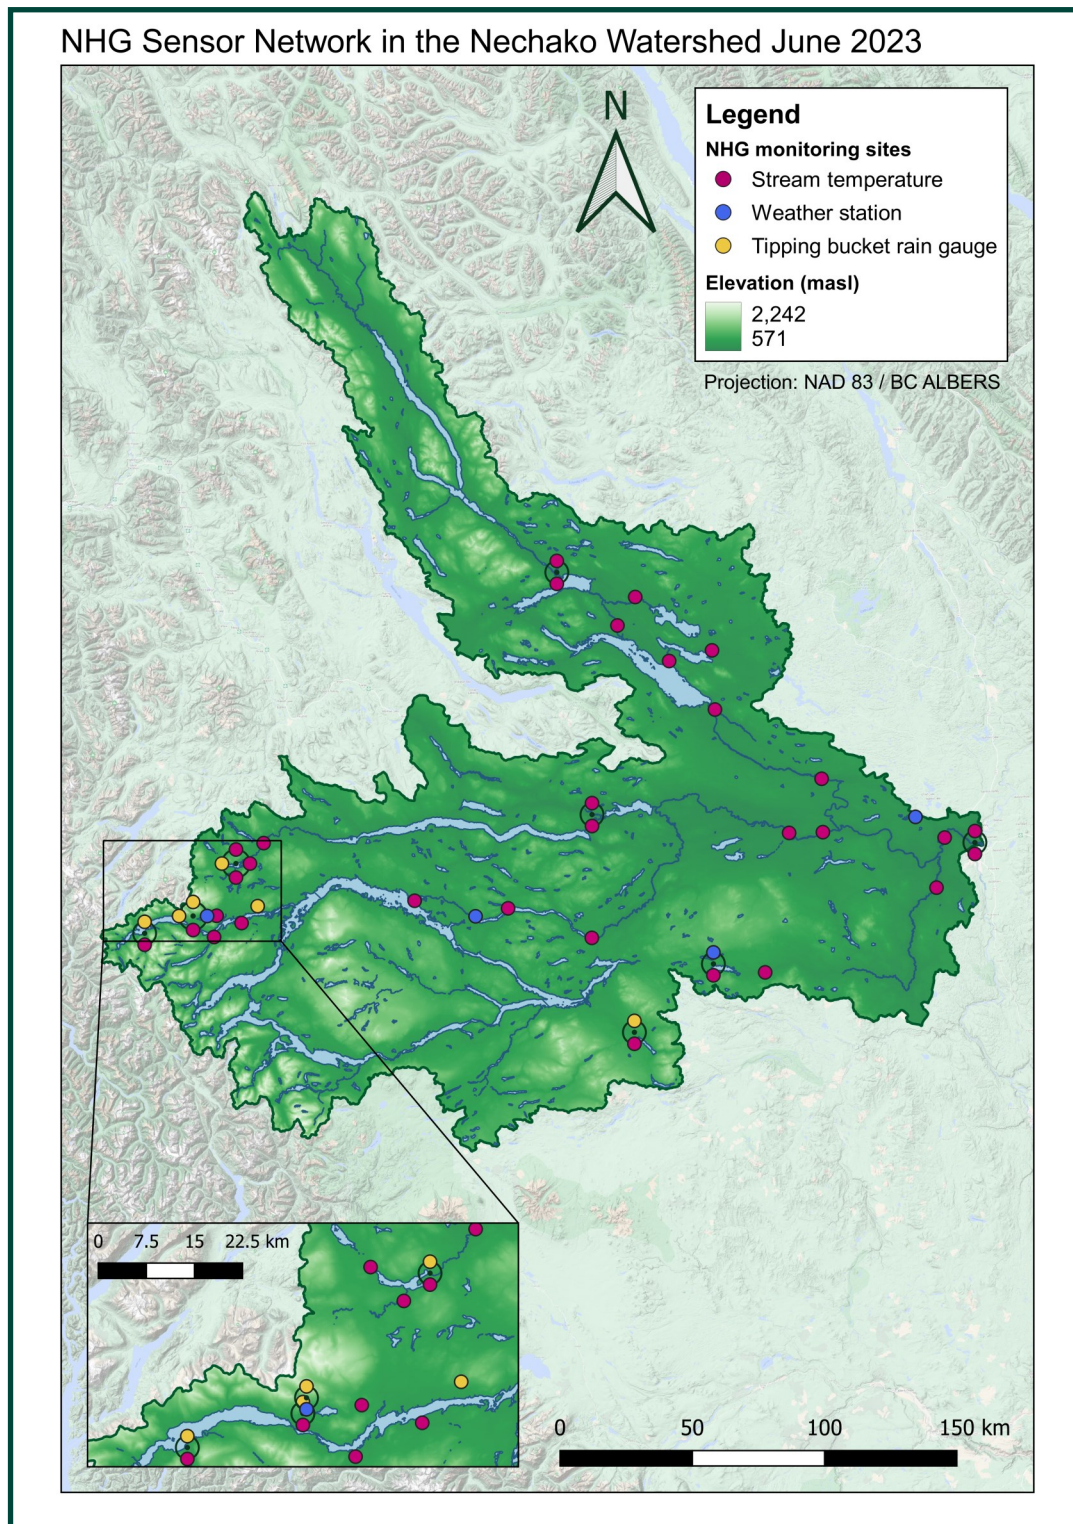 NHG Sensor Network in the Nechako Watershed June 2023
N
Legend
NHG monitoring sites
Stream temperature
Weather station
Tipping bucket rain gauge
Elevation (masl)
2,242
571
Projection: NAD 83 / BC ALBERS
0 7.5 15 22.5 km
0 50 100 150 km